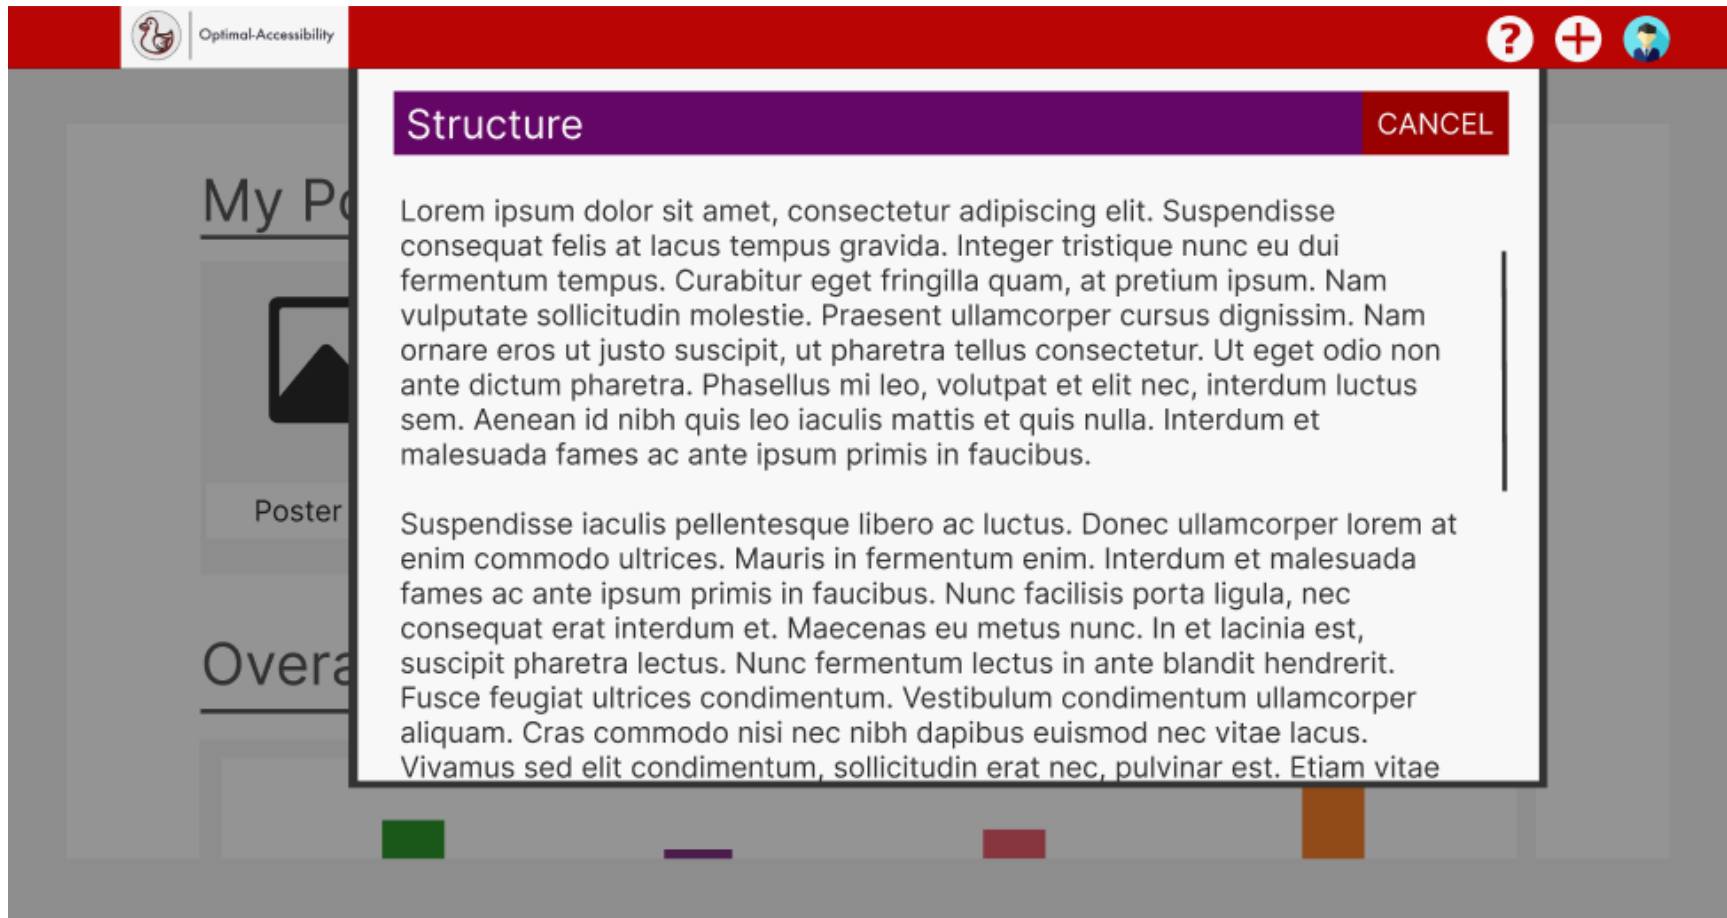 Optimal-Accessibility
?
Structure
CANCEL
My Po
Lorem ipsum dolor sit amet, consectetur adipiscing elit. Suspendisse
consequat felis at lacus tempus gravida. Integer tristique nunc eu dui
fermentum tempus. Curabitur eget fringilla quam, at pretium ipsum. Nam
vulputate sollicitudin molestie. Praesent ullamcorper cursus dignissim. Nam
ornare eros ut justo suscipit, ut pharetra tellus consectetur. Ut eget odio non
ante dictum pharetra. Phasellus mi leo, volutpat et elit nec, interdum luctus
sem. Aenean id nibh quis leo iaculis mattis et quis nulla. Interdum et
malesuada fames ac ante ipsum primis in faucibus.
Poster
Suspendisse iaculis pellentesque libero ac luctus. Donec ullamcorper lorem at
enim commodo ultrices. Mauris in fermentum enim. Interdum et malesuada
fames ac ante ipsum primis in faucibus. Nunc facilisis porta ligula, nec
consequat erat interdum et. Maecenas eu metus nunc. In et lacinia est,
suscipit pharetra lectus. Nunc fermentum lectus in ante blandit hendrerit.
Fusce feugiat ultrices condimentum. Vestibulum condimentum ullamcorper
aliquam. Cras commodo nisi nec nibh dapibus euismod nec vitae lacus.
Vivamus sed elit condimentum, sollicitudin erat nec, pulvinar est. Etiam vitae
Overa